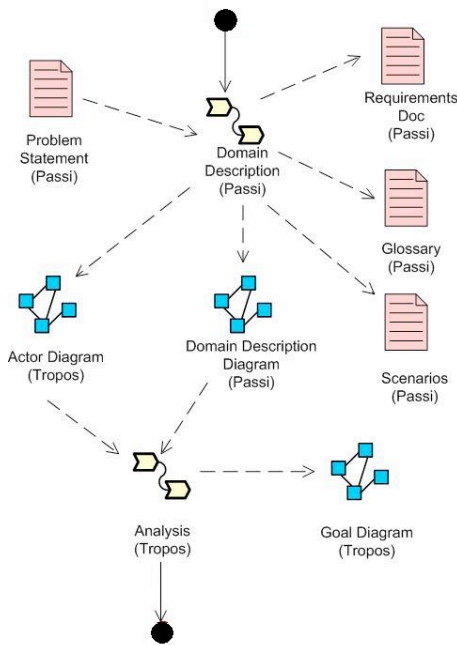 Problem
Statement
(Passi)
Domain
Description
(Passi)
Requirements
Doc
(Passi)
Glossary
(Passi)
Actor Diagram
(Tropos)
Domain Description
Diagram
(Passi)
Scenarios
(Passi)
Analysis
(Tropos)
Goal Diagram
(Tropos)